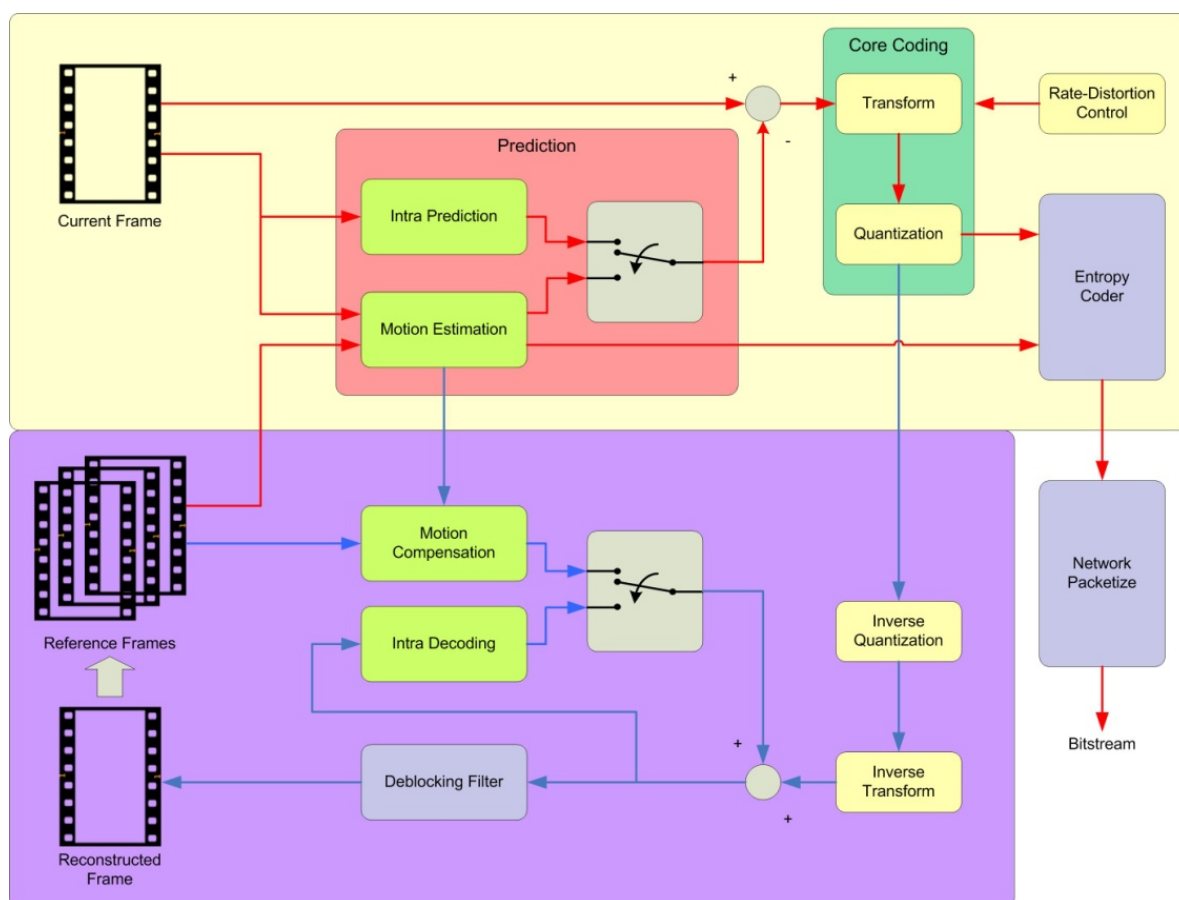 Core Coding
+
Transform
Rate-Distortion
Control
-
Prediction
Current Frame
Intra Prediction
Quantization
Entropy
Coder
Motion Estimation
Motion
Compensation
Network
Packetize
Reference Frames
Intra Decoding
Inverse
Quantization
+
Bitstream
Deblocking Filter
Inverse
Transform
+
Reconstructed
Frame